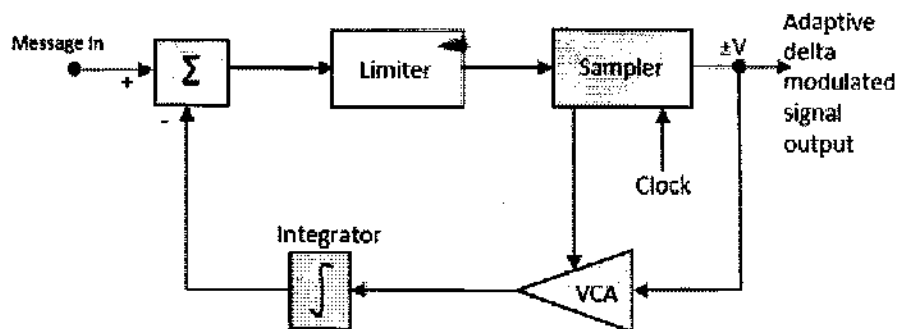 Message in
+
Σ
-
Limiter
Sampler
±V
Adaptive
delta
modulated
signal
output
Clock
Integrator
∫
VCA